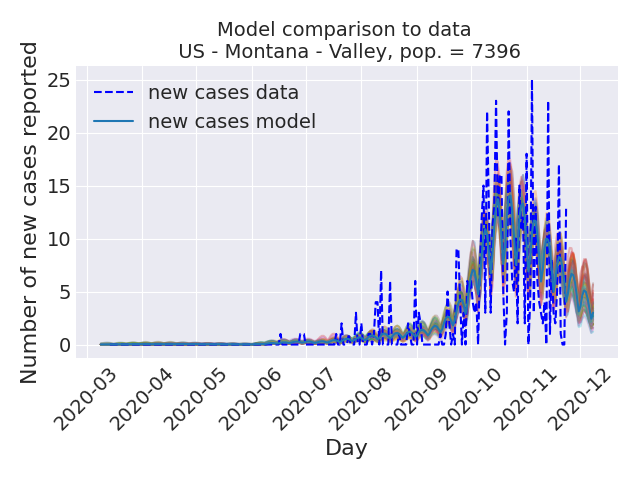 Model comparison to data
US - Montana - Valley, pop. = 7396
Number of new cases reported
25
20
15
10
5
0
new cases data
new cases model
2020-03
2020-04
2020-05
2020-06
2020-07
2020-08
2020-09
2020-10
2020-11
2020-12
Day